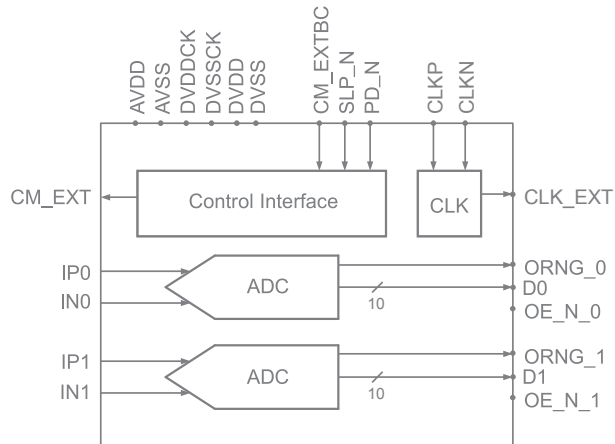 AVDD
AVSS
DVDDCK
DVSSCK
DVDD
DVSS
CM_EXTBC
SLP_N
PD_N
CLKP
CLKN
CM_EXT
Control Interface
CLK
CLK_EXT
IP0
IN0
ADC
10
ORNG_0
D0
OE_N_0
IP1
IN1
ADC
10
ORNG_1
D1
OE_N_1